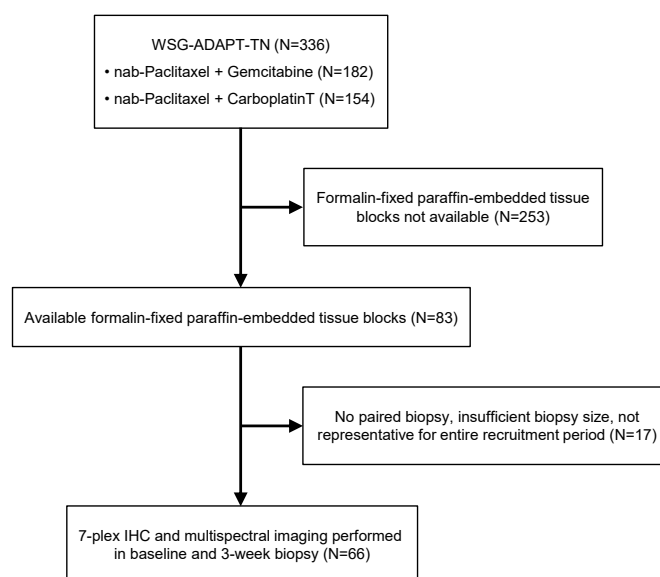 WSG-ADAPT-TN (N=336)
• nab-Paclitaxel + Gemcitabine (N=182)
• nab-Paclitaxel + CarboplatinT (N=154)
Formalin-fixed paraffin-embedded tissue
blocks not available (N=253)
Available formalin-fixed paraffin-embedded tissue blocks (N=83)
No paired biopsy, insufficient biopsy size, not
representative for entire recruitment period (N=17)
7-plex IHC and multispectral imaging performed
in baseline and 3-week biopsy (N=66)